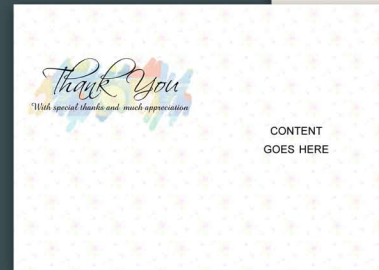 Thank You
With special thanks and much appreciation
CONTENT
GOES HERE